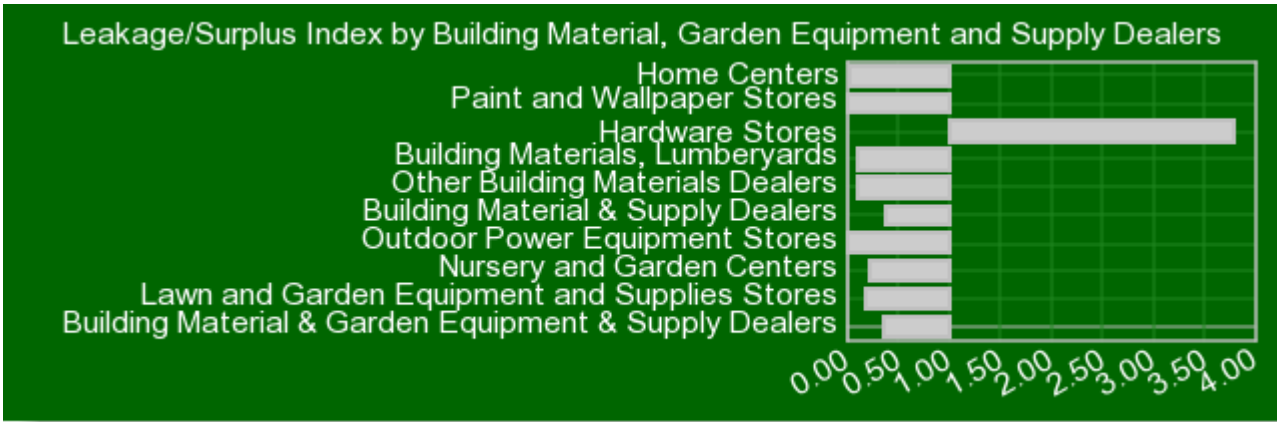 Leakage/Surplus Index by Building Material, Garden Equipment and Supply Dealers
Home Centers
Paint and Wallpaper Stores
Hardware Stores
Building Materials, Lumberyards
Other Building Materials Dealers
Building Material & Supply Dealers
Outdoor Power Equipment Stores
Nursery and Garden Centers
Lawn and Garden Equipment and Supplies Stores
Building Material & Garden Equipment & Supply Dealers
0.00 0.50 1.00 1.50 2.00 2.50 3.00 3.50 4.00